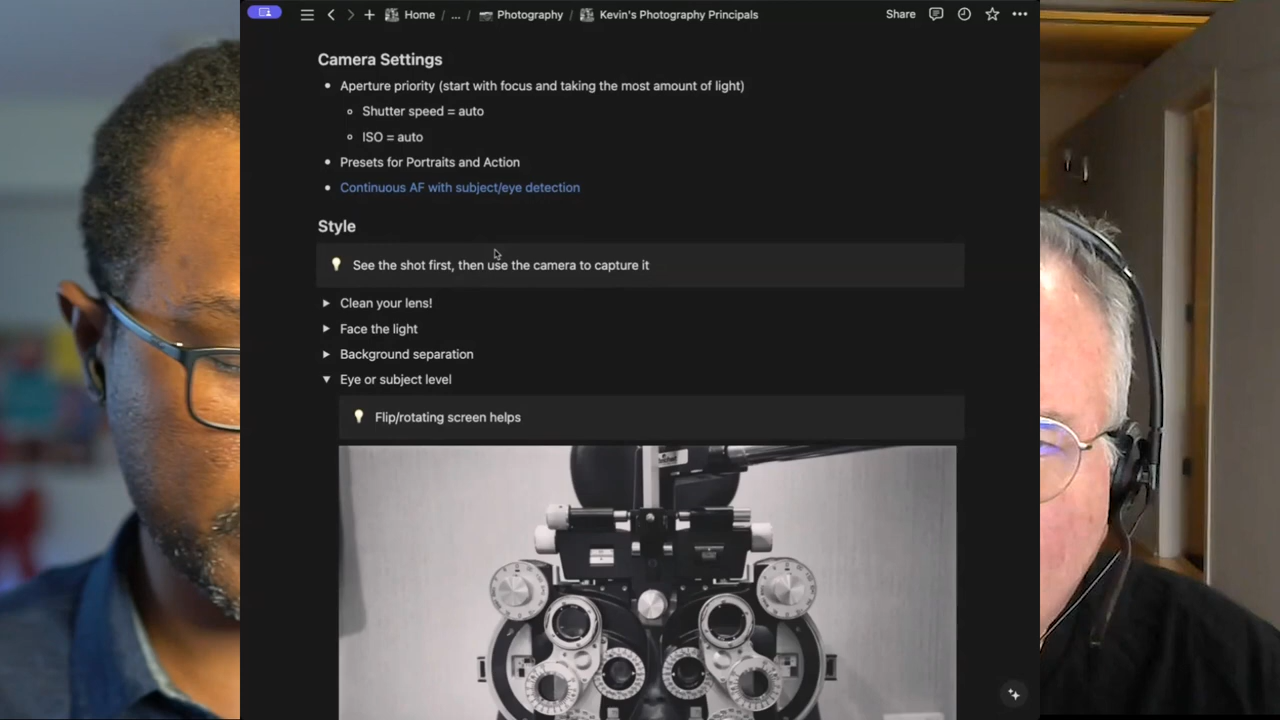 Home / ... / Photography / Kevin's Photography Principals
Share
Camera Settings
Aperture priority (start with focus and taking the most amount of light)
Shutter speed = auto
ISO = auto
Presets for Portraits and Action
Continuous AF with subject/eye detection
Style
See the shot first, then use the camera to capture it
Clean your lens!
Face the light
Background separation
Eye or subject level
Flip/rotating screen helps